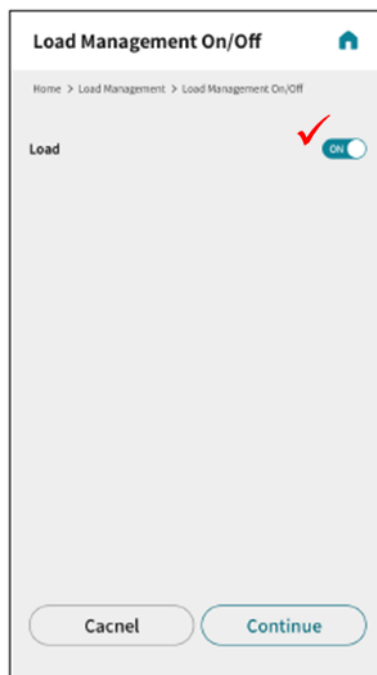 Load Management On/Off
Home > Load Management > Load Management On/Off
Load
ON
Cacnel
Continue